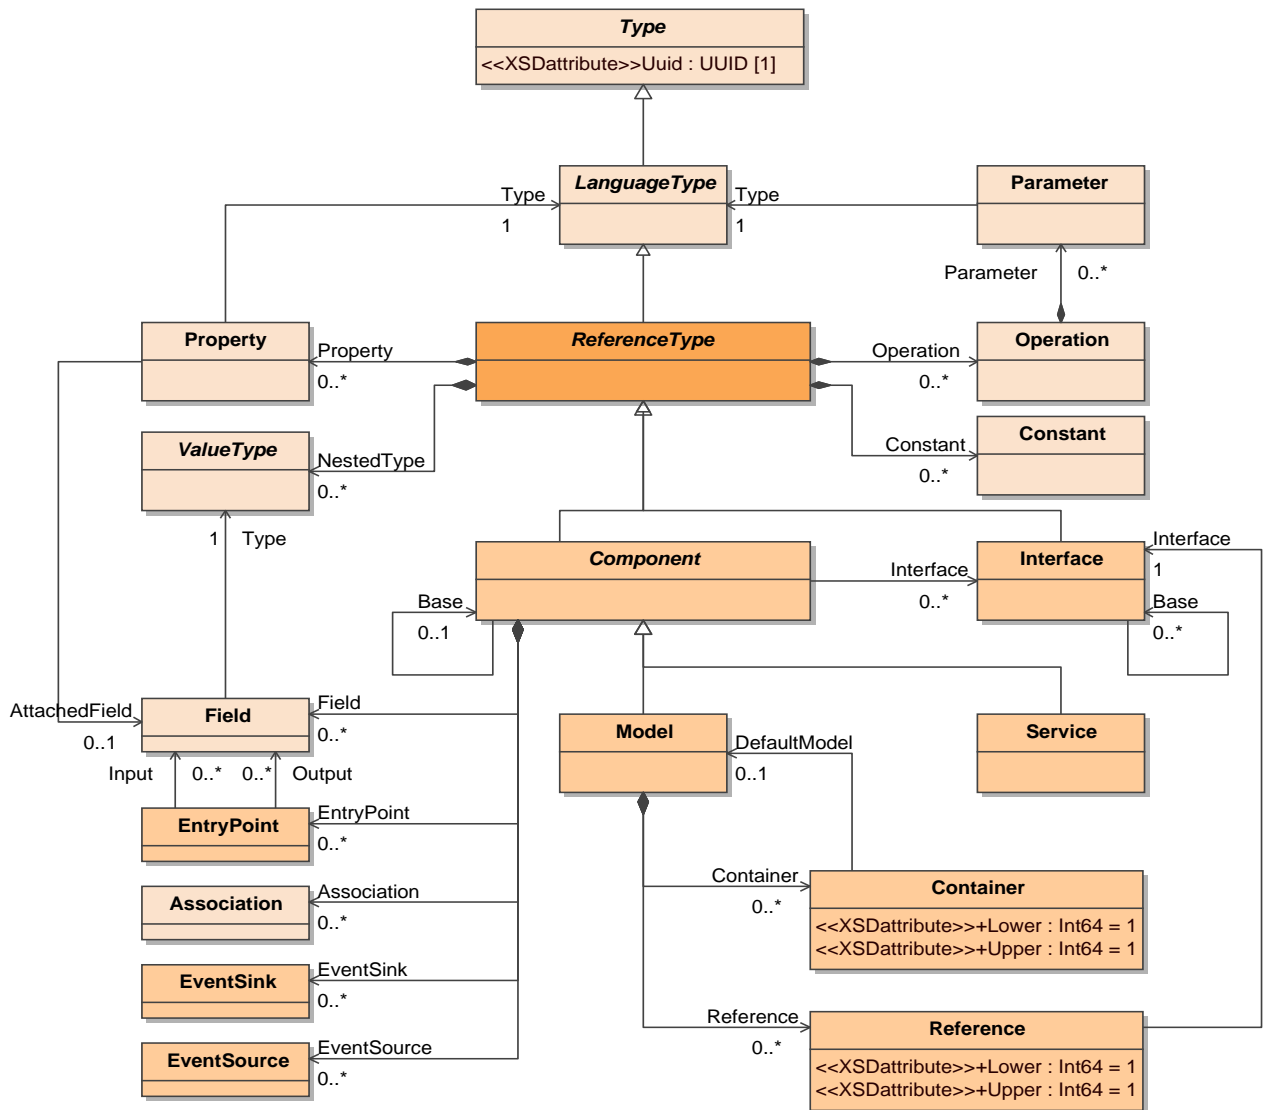 Type
<<XSDattribute>>Uuid : UUID [1]
LanguageType
Parameter
Type
1
Type
1
Parameter
0..*
Property
ReferenceType
Operation
Property
0..*
Operation
0..*
ValueType
NestedType
0..*
Constant
Constant
0..*
1
Type
Component
Interface
Interface
0..*
Interface
1
Base
0..1
Base
0..*
AttachedField
0..1
Field
Field
0..*
Model
Service
DefaultModel
0..1
Input
0..*
0..*
Output
EntryPoint
EntryPoint
0..*
Association
Association
0..*
Container
0..*
Container
<<XSDattribute>>+Lower : Int64 = 1
<<XSDattribute>>+Upper : Int64 = 1
EventSink
EventSink
0..*
EventSource
EventSource
0..*
Reference
0..*
Reference
<<XSDattribute>>+Lower : Int64 = 1
<<XSDattribute>>+Upper : Int64 = 1